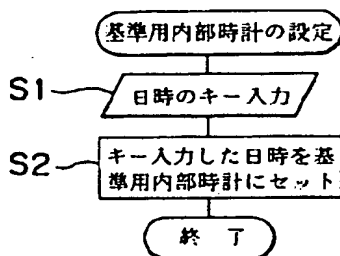 基準用内部時計の設定
S1
日時のキー入力
S2
キー入力した日時を基
準用内部時計にセット
終 了